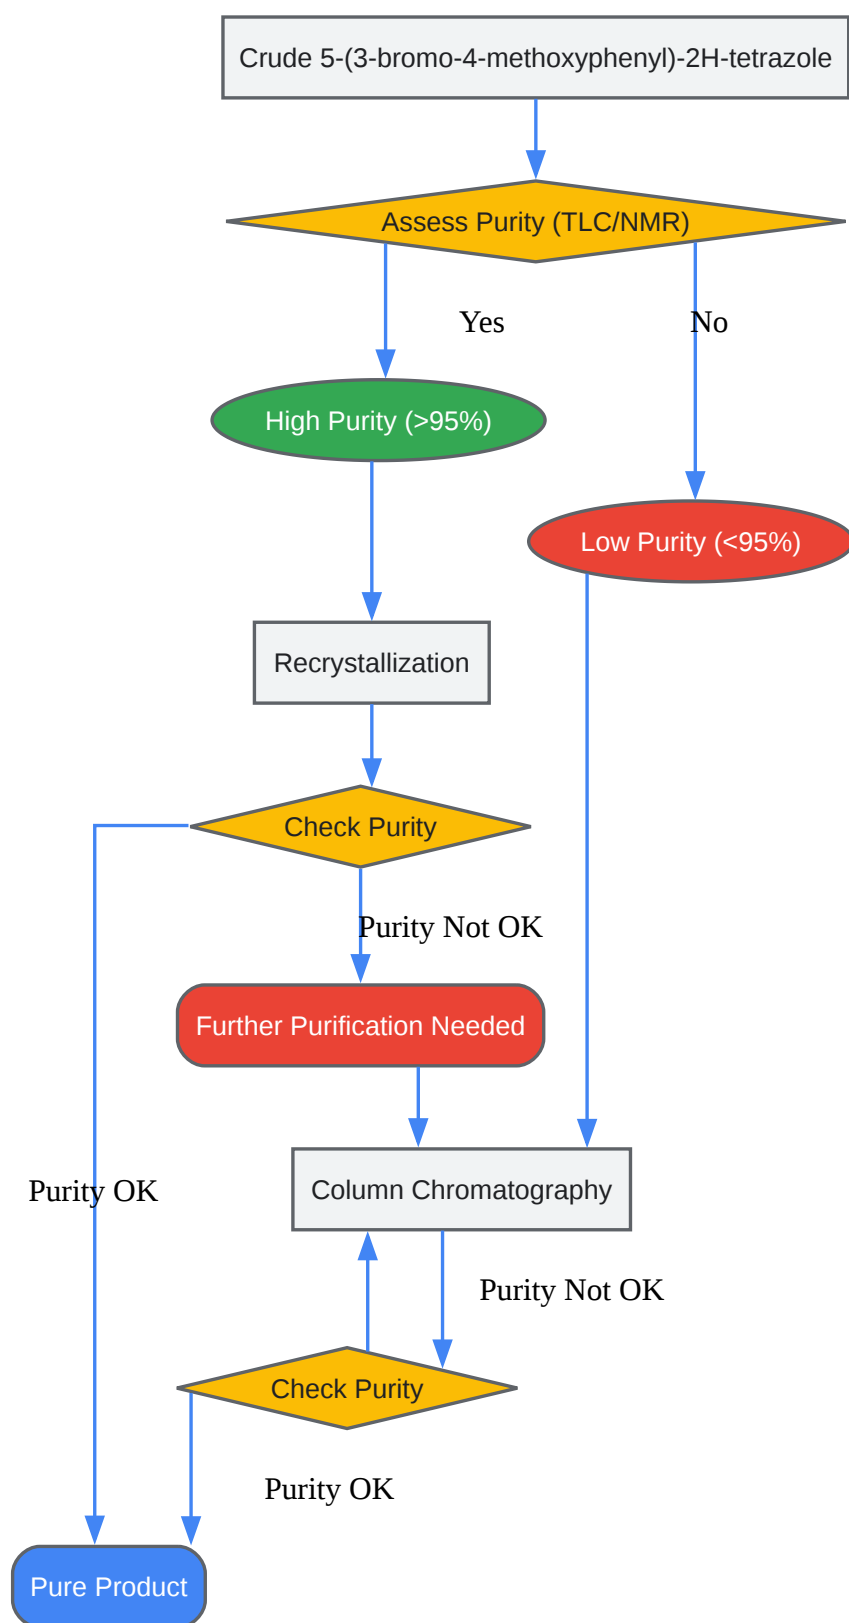 Crude 5-(3-bromo-4-methoxyphenyl)-2H-tetrazole
Assess Purity (TLC/NMR)
Yes
No
High Purity (>95%)
Low Purity (<95%)
Recrystallization
Check Purity
Purity Not OK
Further Purification Needed
Purity OK
Column Chromatography
Purity Not OK
Check Purity
Purity OK
Pure Product